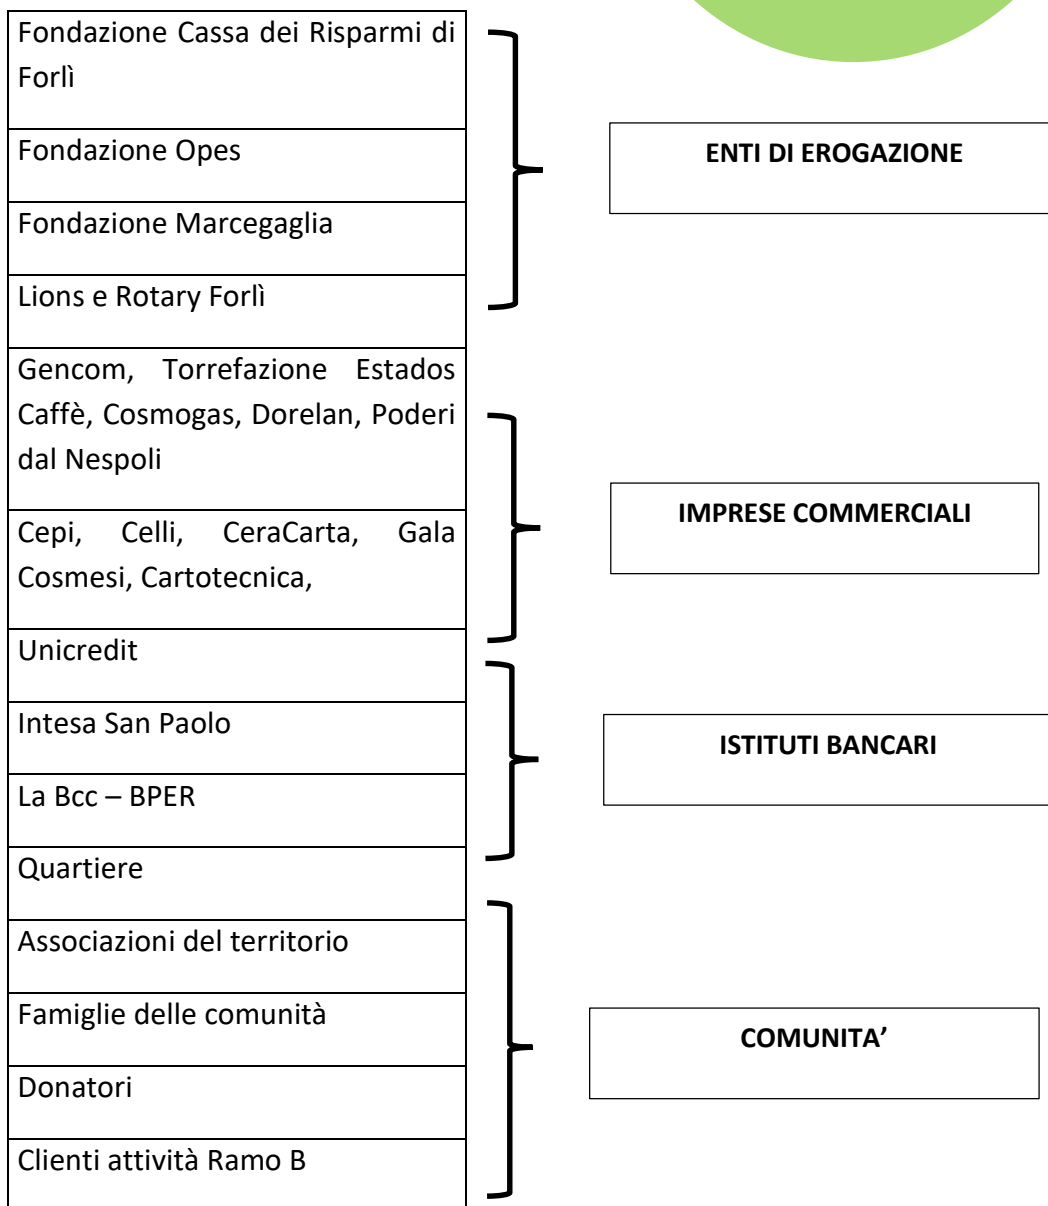 Fondazione Cassa dei Risparmi di
Forlì
Fondazione Opes
Fondazione Marcegaglia
Lions e Rotary Forlì
ENTI DI EROGAZIONE
Gencom, Torrefazione Estados
Caffè, Cosmogas, Dorelan, Poderi
dal Nespoli
Cepi, Celli, CeraCarta, Gala
Cosmesi, Cartotecnica,
IMPRESE COMMERCIALI
Unicredit
Intesa San Paolo
La Bcc – BPER
ISTITUTI BANCARI
Quartiere
Associazioni del territorio
Famiglie delle comunità
Donatori
Clienti attività Ramo B
COMUNITA’